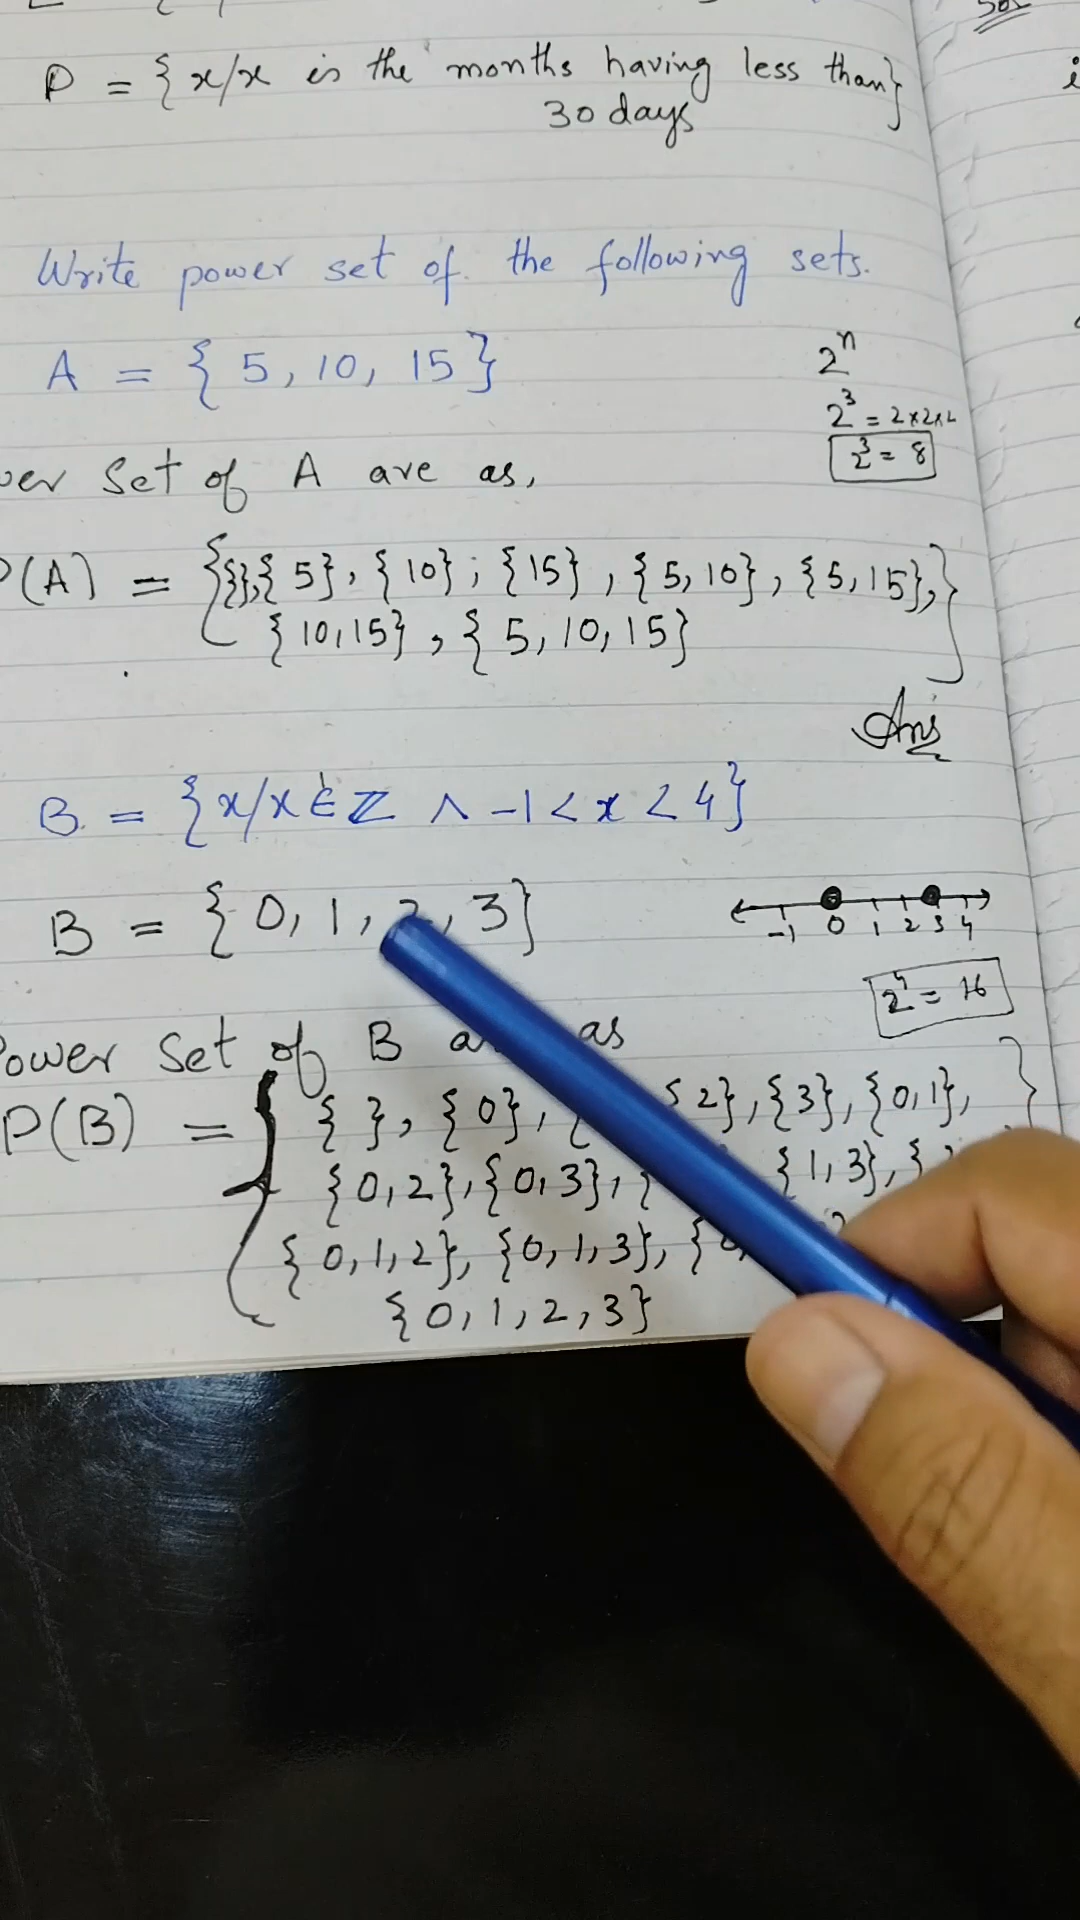 Sol
P = {x/x is the months having less than}
30 days
Write power set of the following sets.
A = {5, 10, 15}
2ⁿ
2³ = 2×2×2
2³ = 8
Set of A are as,
(A) = {{},{5}, {10}; {15}, {5,10}, {5,15},
{10,15}, {5,10,15}}
Ans
B = {x/x∈ℤ ∧ -1<x<4}
B = {0, 1, 2, 3}
-1 0 1 2 3 4
2⁴ = 16
Set of B as
P(B) = {{ }, {0}, { 2}, {3}, {0,1},
{0,2}, {0,3}, { {1,3}, {
{0,1,2}, {0,1,3}, {
{0,1,2,3}
}